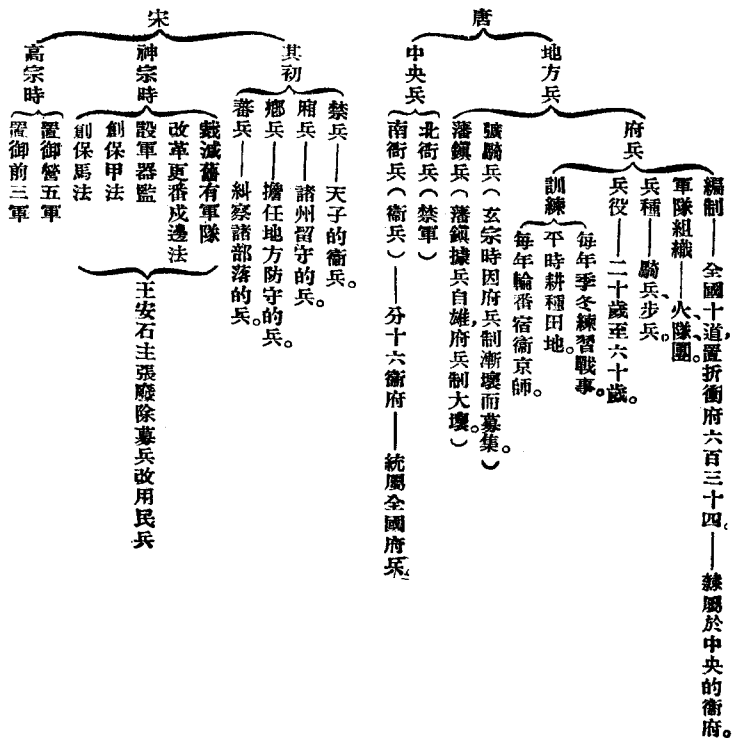 唐
地方兵
府兵
編制——全國十道，置折衝府六百三十四。——隸屬於中央的衞府。
軍隊組織——火、隊、團。
兵種——騎兵步兵。
兵役——二十歲至六十歲。
訓練
每年季冬練習戰事。
平時耕種田地。
每年輪番宿衞京師。
彍騎兵（玄宗時因府兵制漸壞而募集。）
藩鎭兵（藩鎭據兵自雄，府兵制大壞。）
中央兵
北衙兵（禁軍）
南衙兵（衞兵）——分十六衞府——統屬全國府兵
宋
其初
禁兵——天子的衞兵。
廂兵——諸州留守的兵。
鄉兵——擔任地方防守的兵。
蕃兵——糾察諸部落的兵。
神宗時
裁減舊有軍隊
改革更番戍邊法
設軍器監
創保甲法
創保馬法
王安石主張廢除募兵改用民兵
高宗時
置御營五軍
置御前三軍